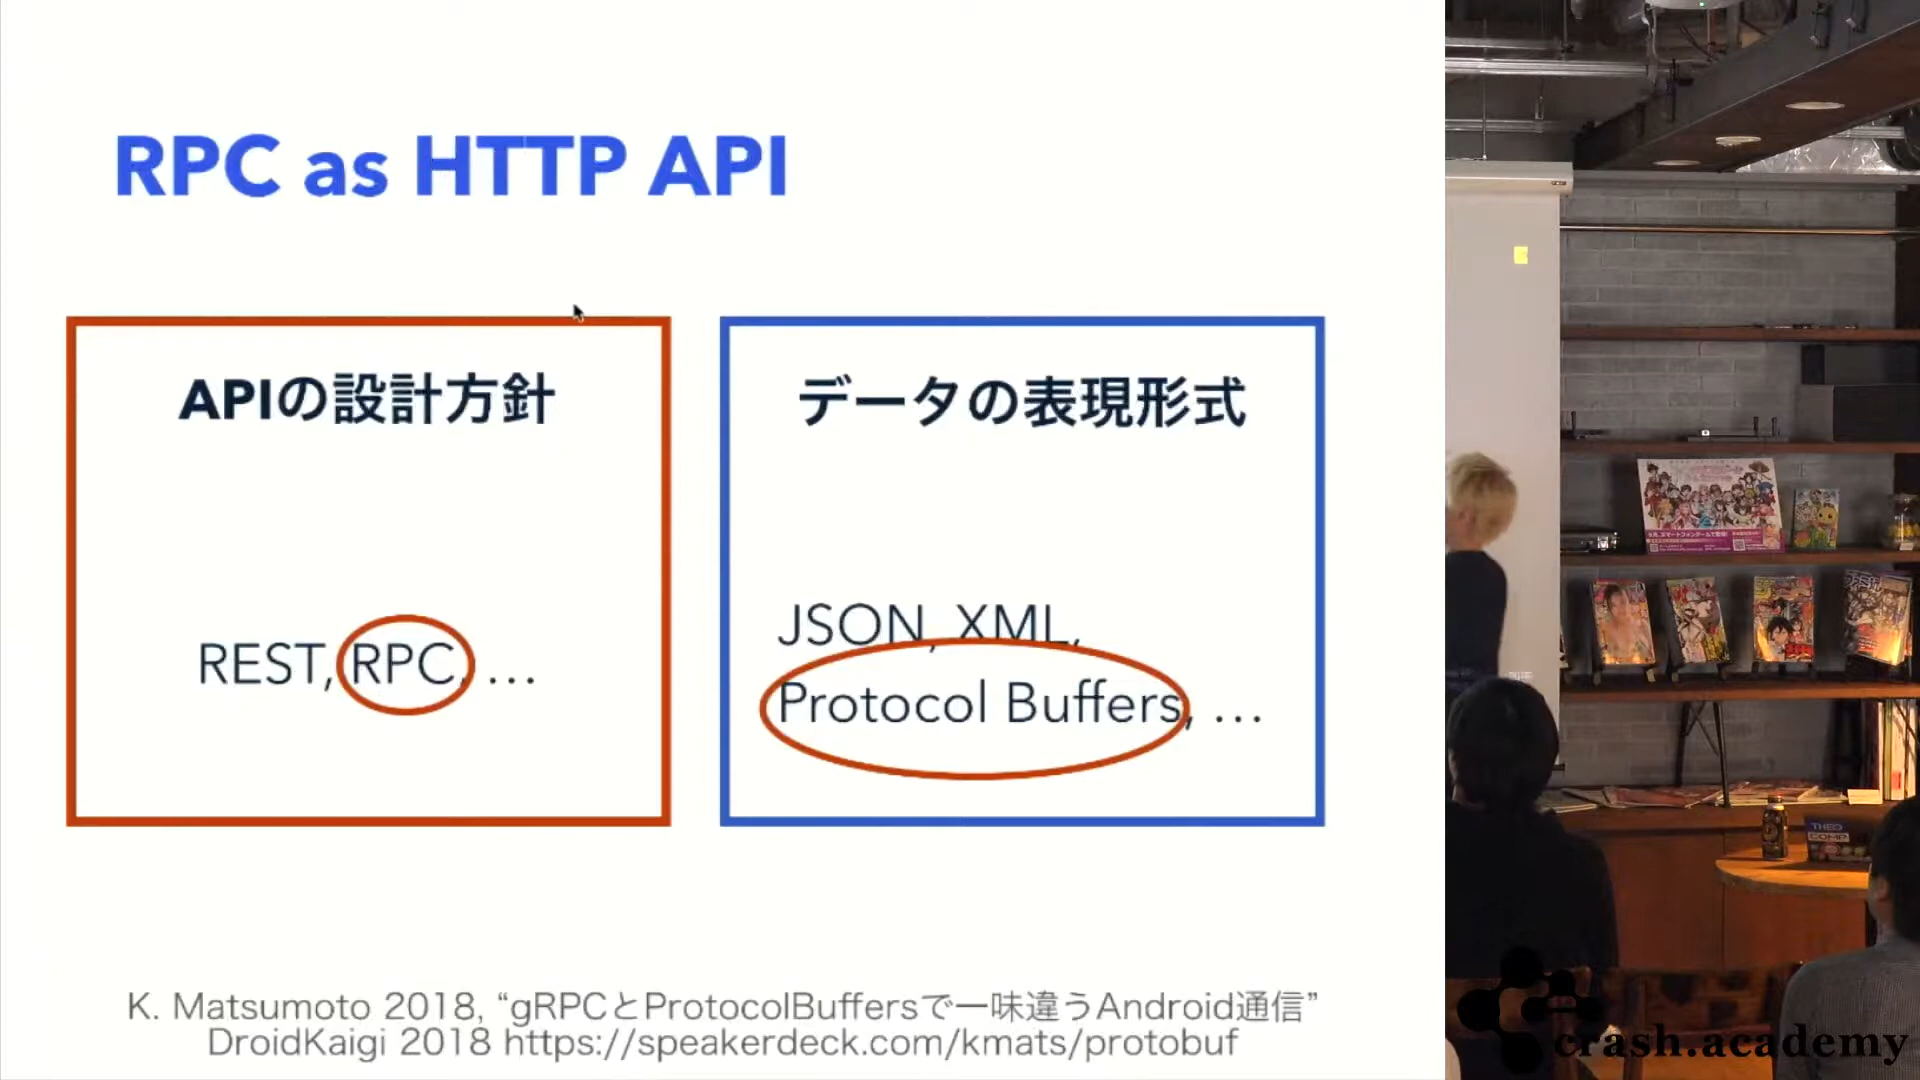 RPC as HTTP API
APIの設計方針
REST, RPC, ...
データの表現形式
JSON, XML,
Protocol Buffers, ...
K. Matsumoto 2018, “gRPCとProtocolBuffersで一味違うAndroid通信”
DroidKaigi 2018 https://speakerdeck.com/kmats/protobuf
THEO
COMP
crash.academy